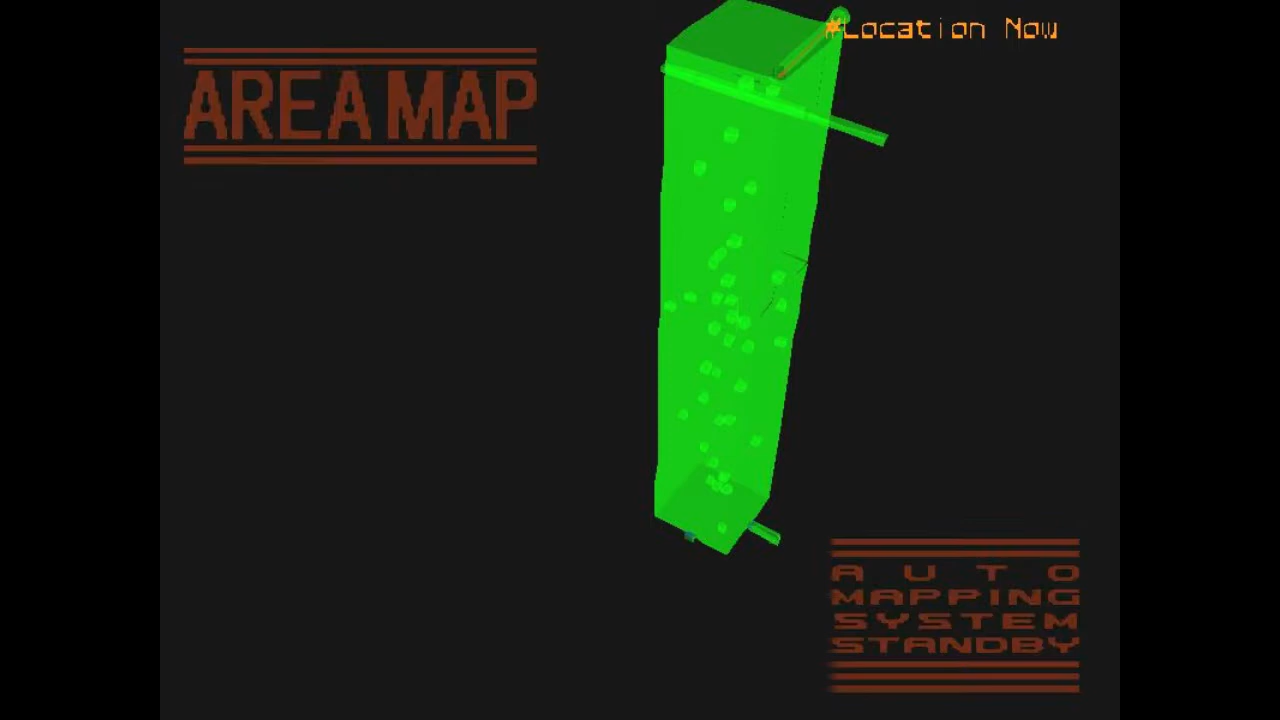 *Location Now
AREA MAP
AUTO
MAPPING
SYSTEM
STANDBY